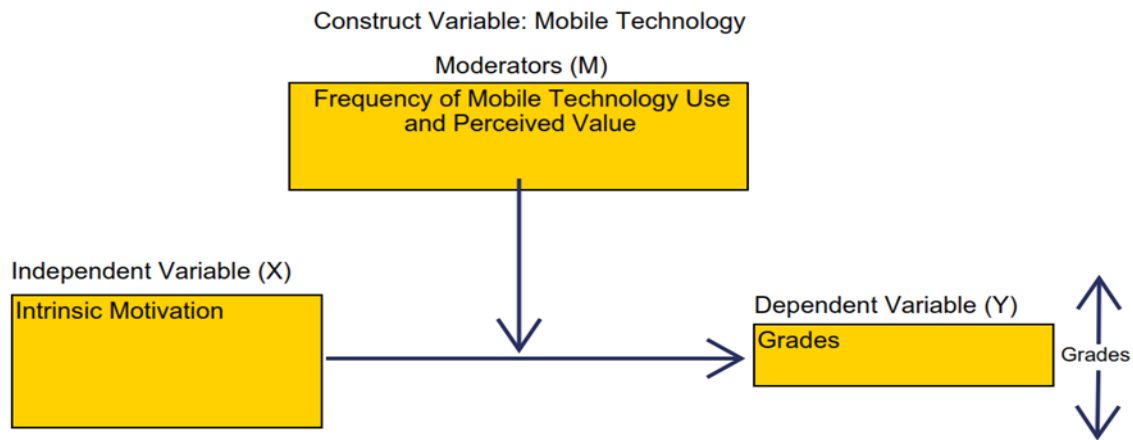 Construct Variable: Mobile Technology
Moderators (M)
Frequency of Mobile Technology Use
and Perceived Value
Independent Variable (X)
Intrinsic Motivation
Dependent Variable (Y)
Grades
Grades